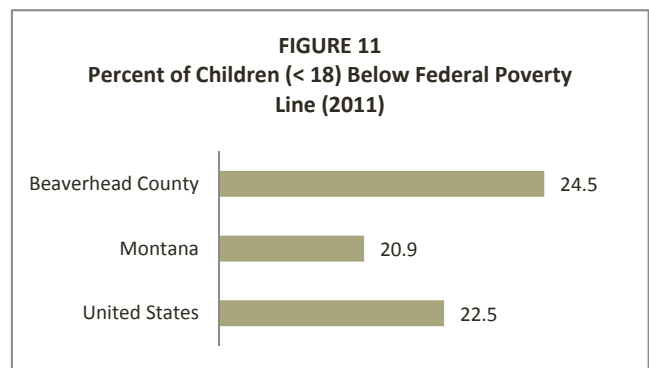 FIGURE 11
Percent of Children (< 18) Below Federal Poverty
Line (2011)
Beaverhead County 24.5
Montana 20.9
United States 22.5